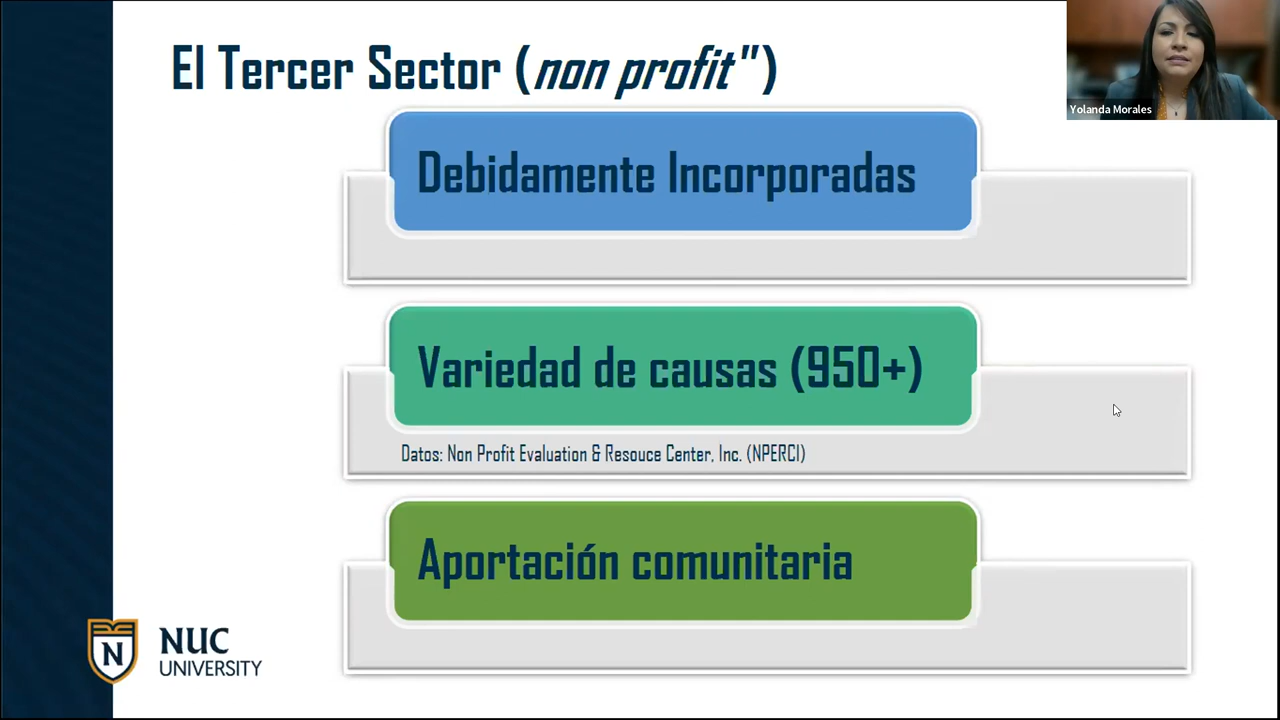 El Tercer Sector (non profit")
Yolanda Morales
Debidamente Incorporadas
Variedad de causas (950+)
Datos: Non Profit Evaluation & Resouce Center, Inc. (NPERCI)
Aportación comunitaria
N
NUC
UNIVERSITY